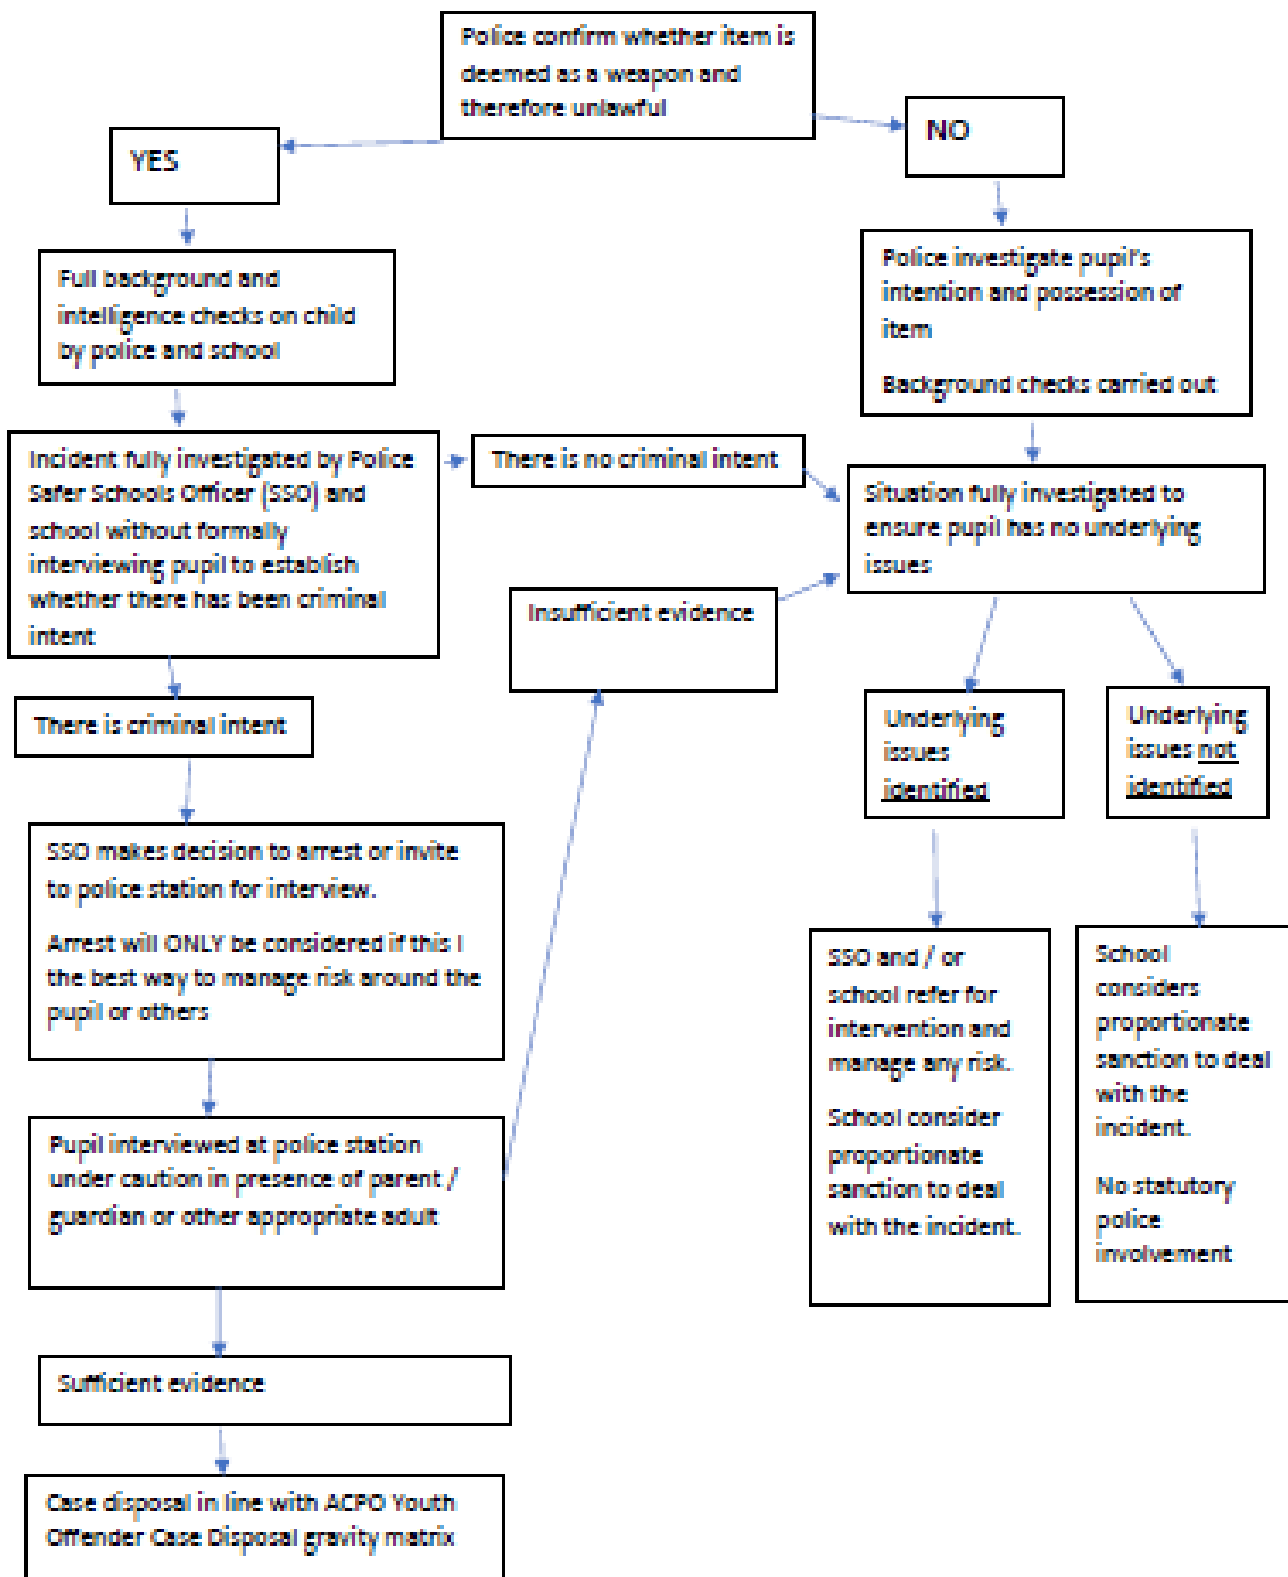 Police confirm whether item is
deemed as a weapon and
therefore unlawful
YES
NO
Full background and
intelligence checks on child
by police and school
Police investigate pupil's
intention and possession of
item
Background checks carried out
Incident fully investigated by Police
Safer Schools Officer (SSO) and
school without formally
interviewing pupil to establish
whether there has been criminal
intent
There is no criminal intent
Situation fully investigated to
ensure pupil has no underlying
issues
Insufficient evidence
There is criminal intent
Underlying
issues
identified
Underlying
issues not
identified
SSO makes decision to arrest or invite
to police station for interview.
Arrest will ONLY be considered if this I
the best way to manage risk around the
pupil or others
SSO and / or
school refer for
intervention and
manage any risk.
School consider
proportionate
sanction to deal
with the incident.
School
considers
proportionate
sanction to deal
with the
incident.
No statutory
police
involvement
Pupil interviewed at police station
under caution in presence of parent /
guardian or other appropriate adult
Sufficient evidence
Case disposal in line with ACPO Youth
Offender Case Disposal gravity matrix